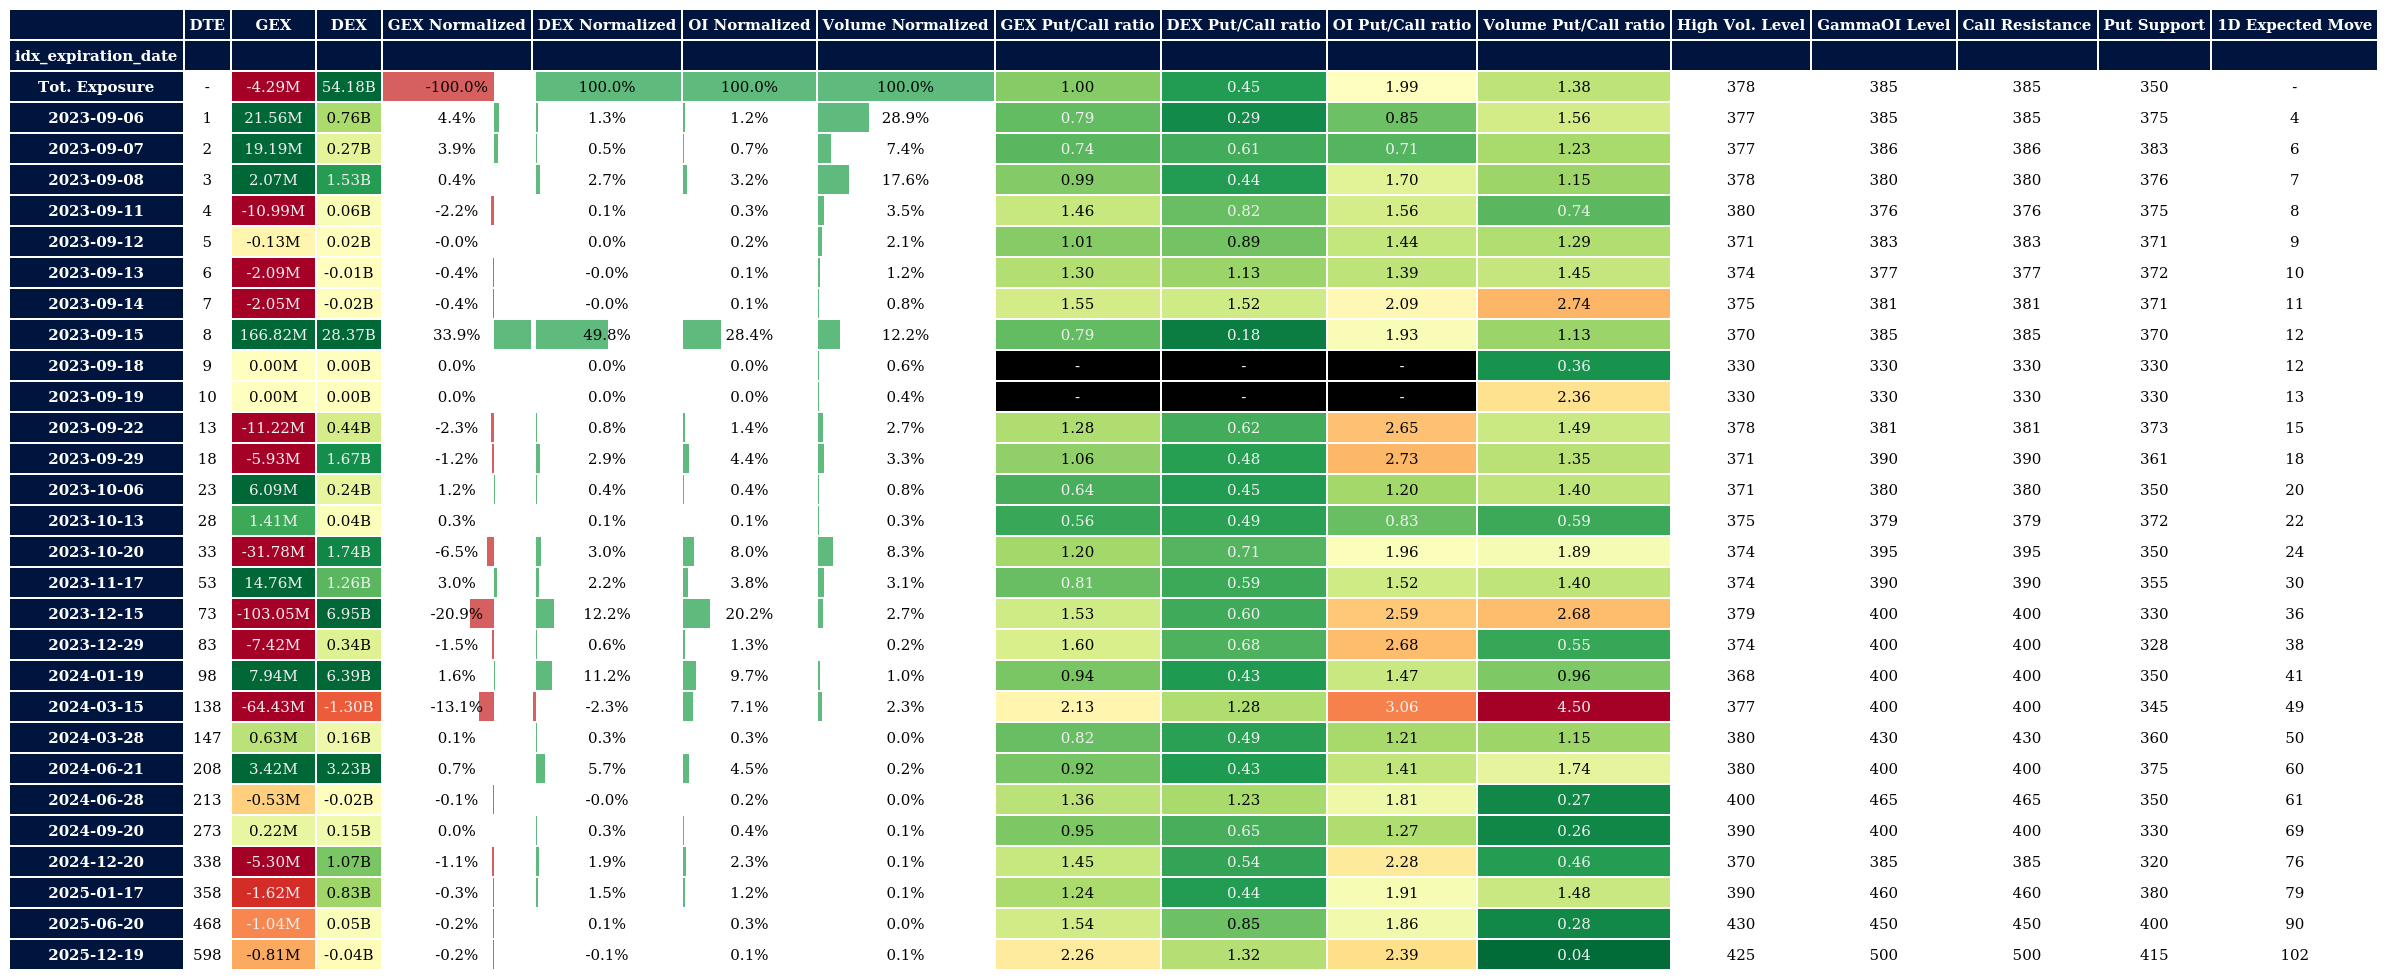 DTE GEX DEX GEX Normalized DEX Normalized OI Normalized Volume Normalized GEX Put/Call ratio DEX Put/Call ratio OI Put/Call ratio Volume Put/Call ratio High Vol. Level GammaOI Level Call Resistance Put Support 1D Expected Move
idx_expiration_date
Tot. Exposure - -4.29M 54.18B -100.0% 100.0% 100.0% 100.0% 1.00 0.45 1.99 1.38 378 385 385 350 -
2023-09-06 1 21.56M 0.76B 4.4% 1.3% 1.2% 28.9% 0.79 0.29 0.85 1.56 377 385 385 375 4
2023-09-07 2 19.19M 0.27B 3.9% 0.5% 0.7% 7.4% 0.74 0.61 0.71 1.23 377 386 386 383 6
2023-09-08 3 2.07M 1.53B 0.4% 2.7% 3.2% 17.6% 0.99 0.44 1.70 1.15 378 380 380 376 7
2023-09-11 4 -10.99M 0.06B -2.2% 0.1% 0.3% 3.5% 1.46 0.82 1.56 0.74 380 376 376 375 8
2023-09-12 5 -0.13M 0.02B -0.0% 0.0% 0.2% 2.1% 1.01 0.89 1.44 1.29 371 383 383 371 9
2023-09-13 6 -2.09M -0.01B -0.4% -0.0% 0.1% 1.2% 1.30 1.13 1.39 1.45 374 377 377 372 10
2023-09-14 7 -2.05M -0.02B -0.4% -0.0% 0.1% 0.8% 1.55 1.52 2.09 2.74 375 381 381 371 11
2023-09-15 8 166.82M 28.37B 33.9% 49.8% 28.4% 12.2% 0.79 0.18 1.93 1.13 370 385 385 370 12
2023-09-18 9 0.00M 0.00B 0.0% 0.0% 0.0% 0.6% - - - 0.36 330 330 330 330 12
2023-09-19 10 0.00M 0.00B 0.0% 0.0% 0.0% 0.4% - - - 2.36 330 330 330 330 13
2023-09-22 13 -11.22M 0.44B -2.3% 0.8% 1.4% 2.7% 1.28 0.62 2.65 1.49 378 381 381 373 15
2023-09-29 18 -5.93M 1.67B -1.2% 2.9% 4.4% 3.3% 1.06 0.48 2.73 1.35 371 390 390 361 18
2023-10-06 23 6.09M 0.24B 1.2% 0.4% 0.4% 0.8% 0.64 0.45 1.20 1.40 371 380 380 350 20
2023-10-13 28 1.41M 0.04B 0.3% 0.1% 0.1% 0.3% 0.56 0.49 0.83 0.59 375 379 379 372 22
2023-10-20 33 -31.78M 1.74B -6.5% 3.0% 8.0% 8.3% 1.20 0.71 1.96 1.89 374 395 395 350 24
2023-11-17 53 14.76M 1.26B 3.0% 2.2% 3.8% 3.1% 0.81 0.59 1.52 1.40 374 390 390 355 30
2023-12-15 73 -103.05M 6.95B -20.9% 12.2% 20.2% 2.7% 1.53 0.60 2.59 2.68 379 400 400 330 36
2023-12-29 83 -7.42M 0.34B -1.5% 0.6% 1.3% 0.2% 1.60 0.68 2.68 0.55 374 400 400 328 38
2024-01-19 98 7.94M 6.39B 1.6% 11.2% 9.7% 1.0% 0.94 0.43 1.47 0.96 368 400 400 350 41
2024-03-15 138 -64.43M -1.30B -13.1% -2.3% 7.1% 2.3% 2.13 1.28 3.06 4.50 377 400 400 345 49
2024-03-28 147 0.63M 0.16B 0.1% 0.3% 0.3% 0.0% 0.82 0.49 1.21 1.15 380 430 430 360 50
2024-06-21 208 3.42M 3.23B 0.7% 5.7% 4.5% 0.2% 0.92 0.43 1.41 1.74 380 400 400 375 60
2024-06-28 213 -0.53M -0.02B -0.1% -0.0% 0.2% 0.0% 1.36 1.23 1.81 0.27 400 465 465 350 61
2024-09-20 273 0.22M 0.15B 0.0% 0.3% 0.4% 0.1% 0.95 0.65 1.27 0.26 390 400 400 330 69
2024-12-20 338 -5.30M 1.07B -1.1% 1.9% 2.3% 0.1% 1.45 0.54 2.28 0.46 370 385 385 320 76
2025-01-17 358 -1.62M 0.83B -0.3% 1.5% 1.2% 0.1% 1.24 0.44 1.91 1.48 390 460 460 380 79
2025-06-20 468 -1.04M 0.05B -0.2% 0.1% 0.3% 0.0% 1.54 0.85 1.86 0.28 430 450 450 400 90
2025-12-19 598 -0.81M -0.04B -0.2% -0.1% 0.1% 0.1% 2.26 1.32 2.39 0.04 425 500 500 415 102